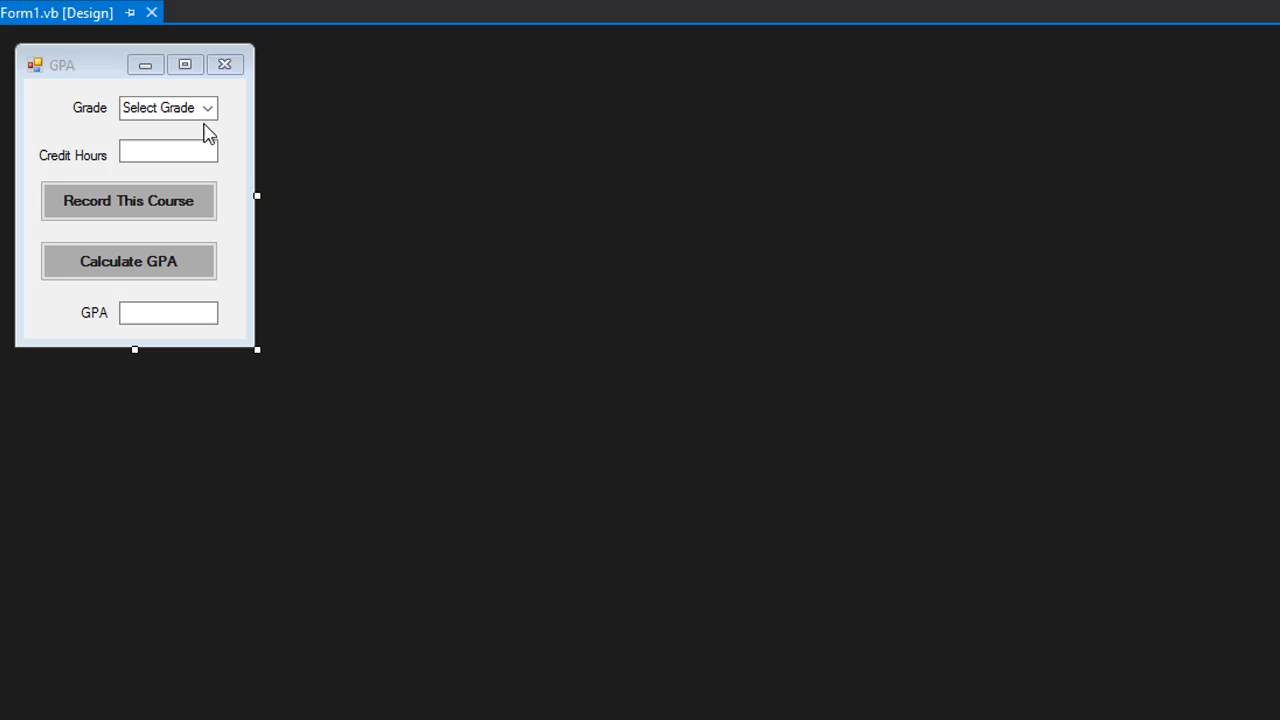 Form1.vb [Design]
GPA
Grade Select Grade
Credit Hours
Record This Course
Calculate GPA
GPA